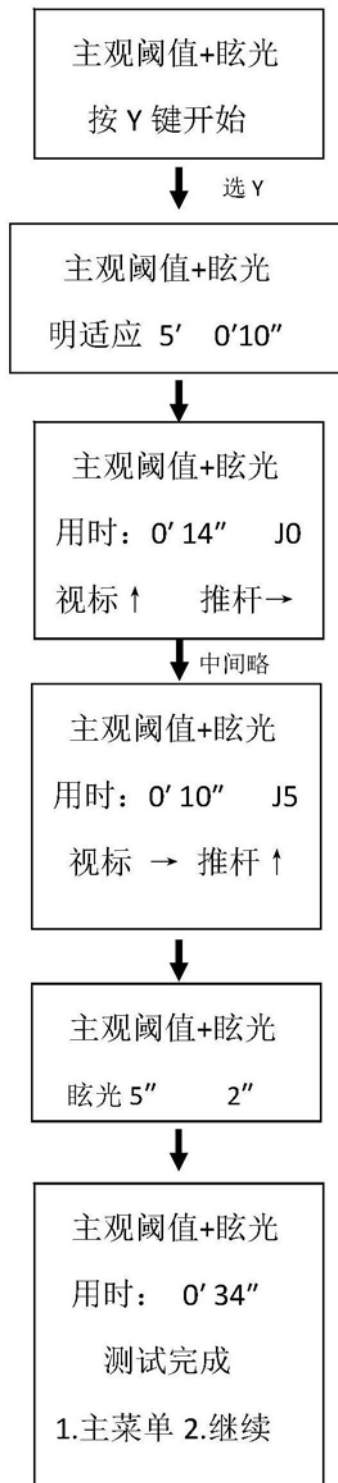 主观阈值+眩光
按 Y 键开始
选 Y
主观阈值+眩光
明适应 5′ 0′10″
主观阈值+眩光
用时：0′ 14″ J0
视标↑ 推杆→
中间略
主观阈值+眩光
用时：0′ 10″ J5
视标 → 推杆↑
主观阈值+眩光
眩光 5″ 2″
主观阈值+眩光
用时： 0′ 34″
测试完成
1.主菜单 2.继续